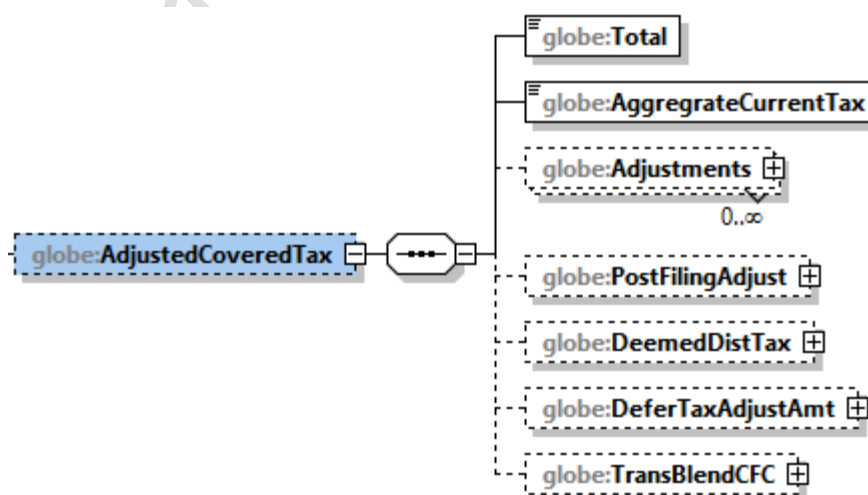 globe:Total
globe:AggregrateCurrentTax
globe:Adjustments
0..∞
globe:AdjustedCoveredTax
globe:PostFilingAdjust
globe:DeemedDistTax
globe:DeferTaxAdjustAmt
globe:TransBlendCFC